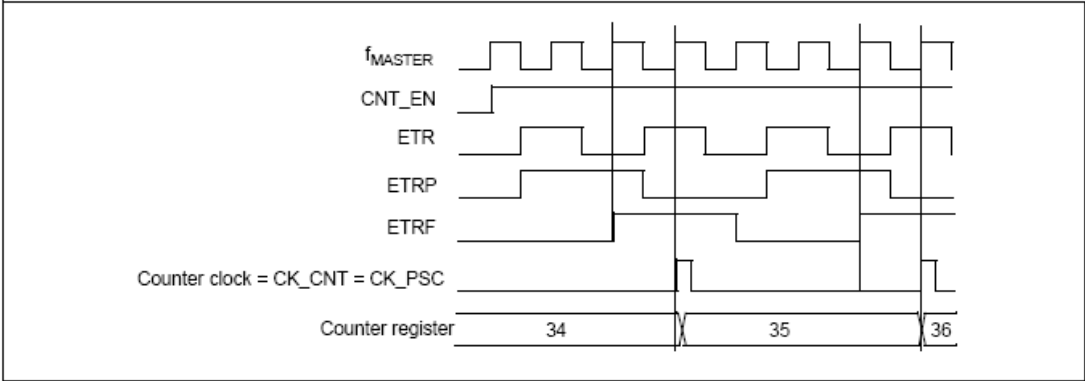 fMASTER
CNT_EN
ETR
ETRP
ETRF
Counter clock = CK_CNT = CK_PSC
Counter register 34 35 36